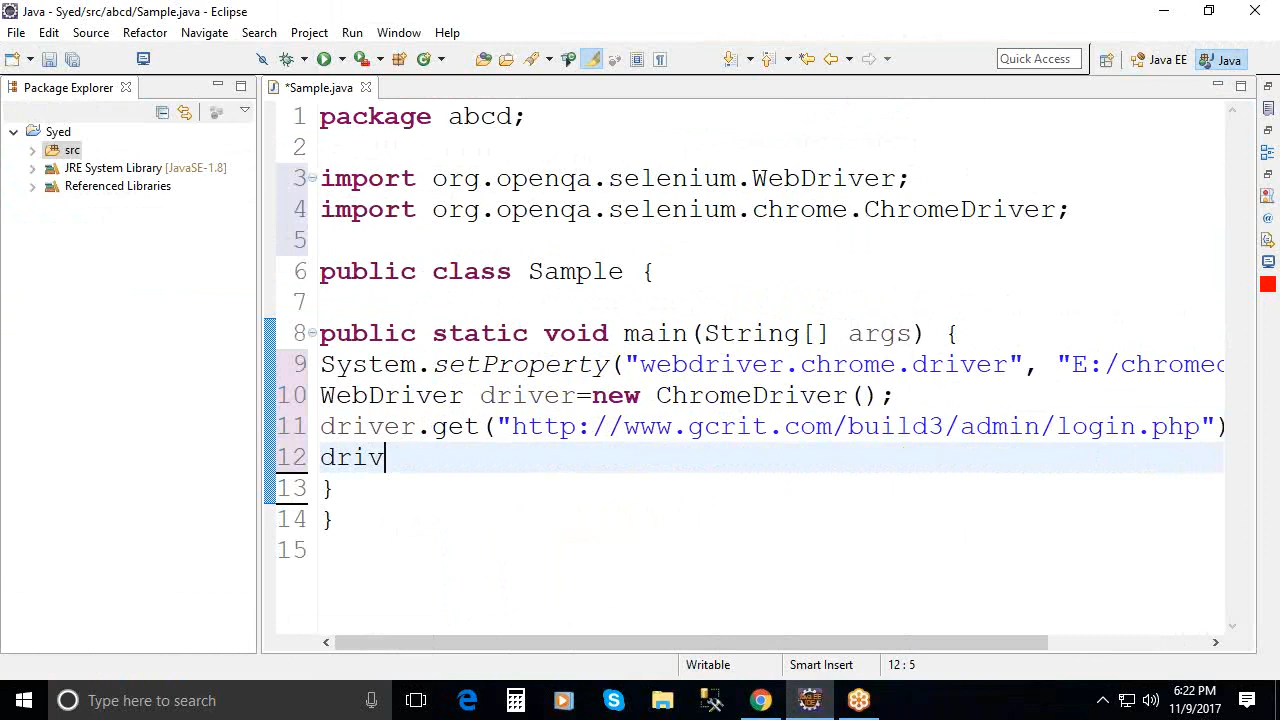 Java - Syed/src/abcd/Sample.java - Eclipse
File Edit Source Refactor Navigate Search Project Run Window Help
Quick Access
Java EE
Java
Package Explorer
*Sample.java
Syed
src
JRE System Library [JavaSE-1.8]
Referenced Libraries
1 package abcd;
2
3 import org.openqa.selenium.WebDriver;
4 import org.openqa.selenium.chrome.ChromeDriver;
5
6 public class Sample {
7
8 public static void main(String[] args) {
9 System.setProperty("webdriver.chrome.driver", "E:/chromed
10 WebDriver driver=new ChromeDriver();
11 driver.get("http://www.gcrit.com/build3/admin/login.php")
12 driv
13 }
14 }
15
Writable Smart Insert 12 : 5
Type here to search
6:22 PM
11/9/2017